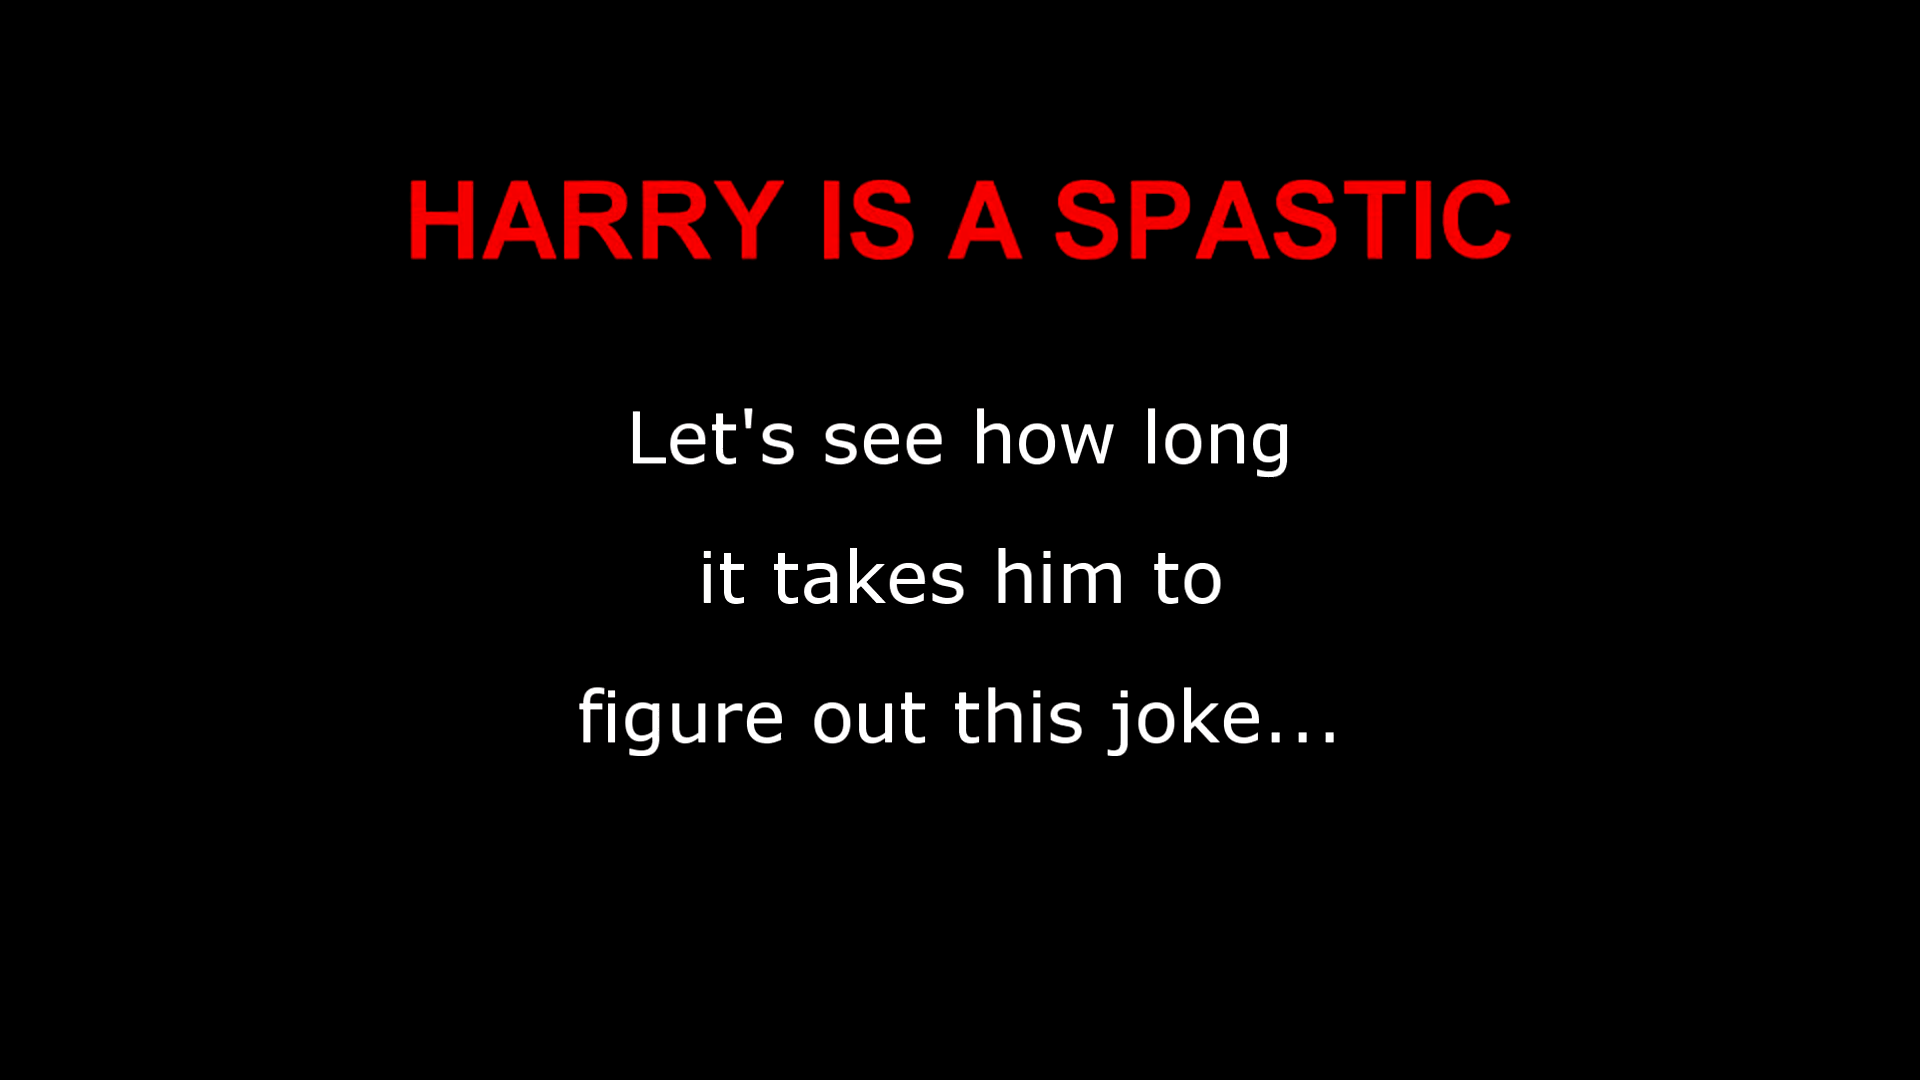 HARRY IS A SPASTIC
Let's see how long
it takes him to
figure out this joke...